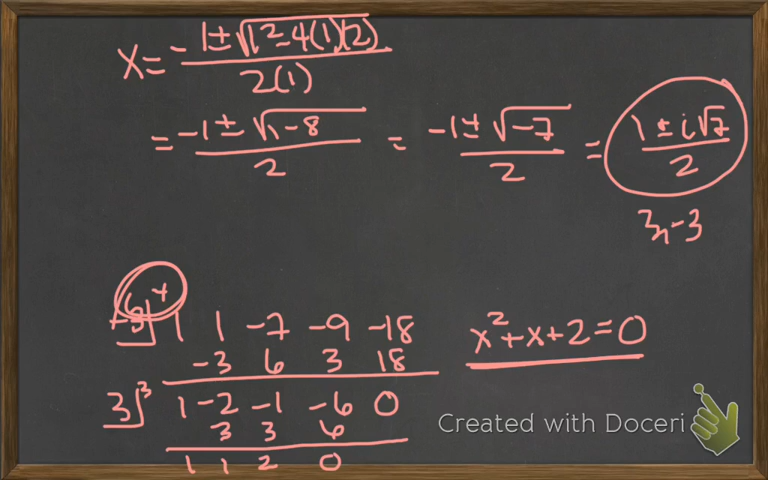 x = -1±√1²-4(1)(2) / 2(1)
= -1±√1-8 / 2 = -1±√-7 / 2 = 1±i√7 / 2
3, -3
1 1 -7 -9 -18
-3 6 3 18
x²+x+2=0
3 1 -2 -1 -6 0
3 3 6
1 1 2 0
Created with Doceri